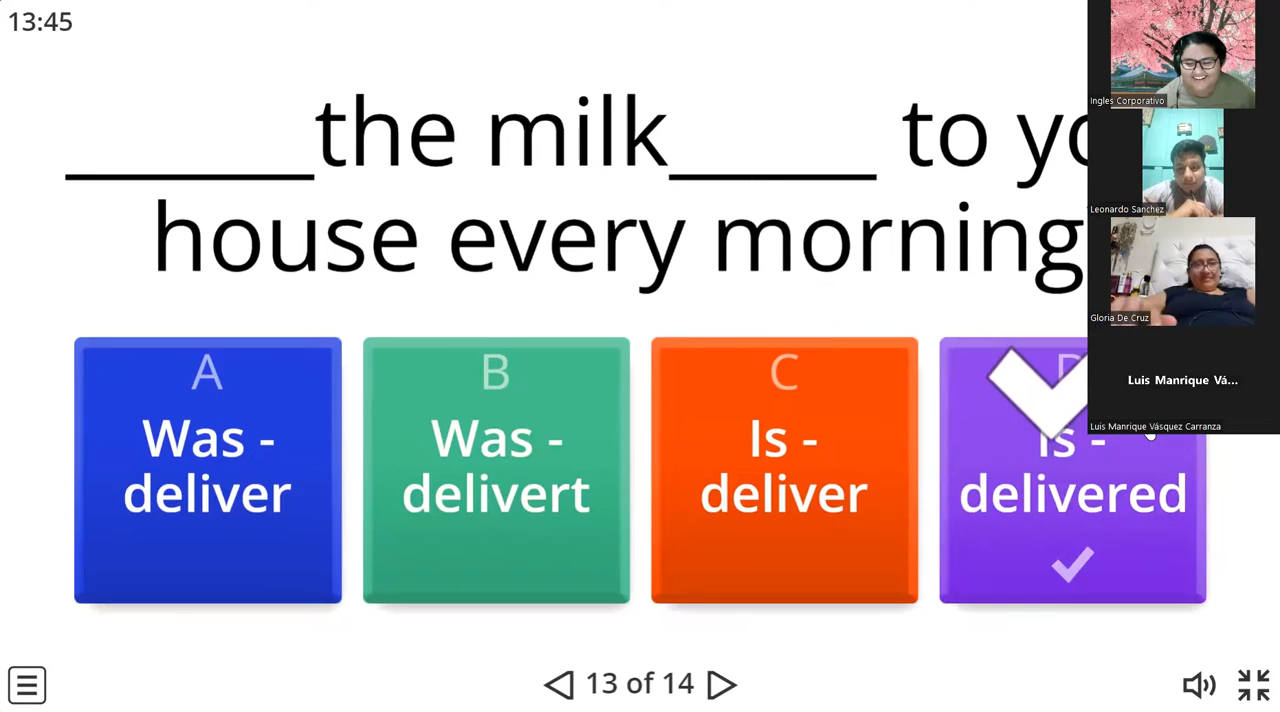 13:45
______the milk_____ to yo
house every morning
Ingles Corporativo
Leonardo Sanchez
Gloria De Cruz
Luis Manrique Vá...
Luis Manrique Vásquez Carranza
A
Was -
deliver
B
Was -
delivert
C
Is -
deliver
D
Is -
delivered
13 of 14